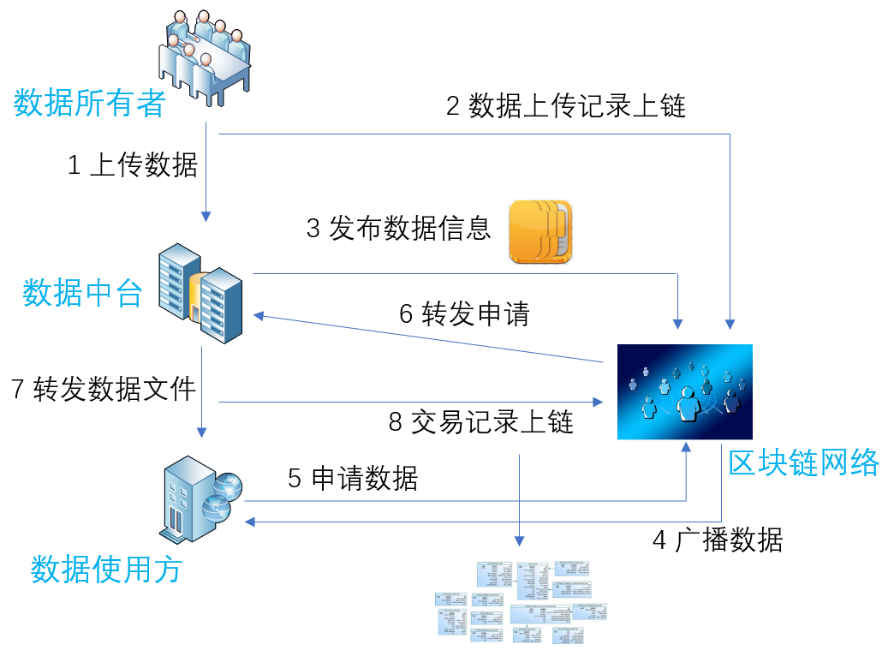 数据所有者
2 数据上传记录上链
1 上传数据
3 发布数据信息
数据中台
6 转发申请
7 转发数据文件
8 交易记录上链
区块链网络
5 申请数据
4 广播数据
数据使用方